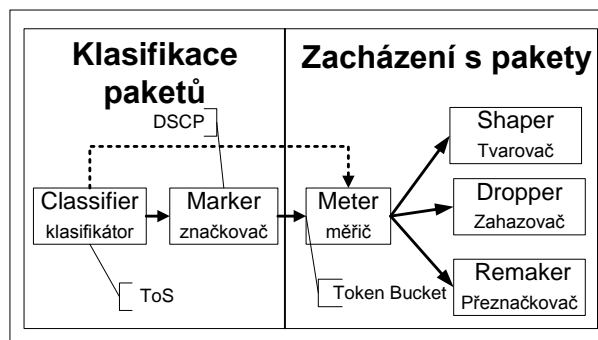 Klasifikace
paketů
Zacházení s pakety
DSCP
Classifier
klasifikátor
Marker
značkovač
Meter
měřič
Shaper
Tvarovač
Dropper
Zahazovač
Remaker
Přeznačkovač
ToS
Token Bucket